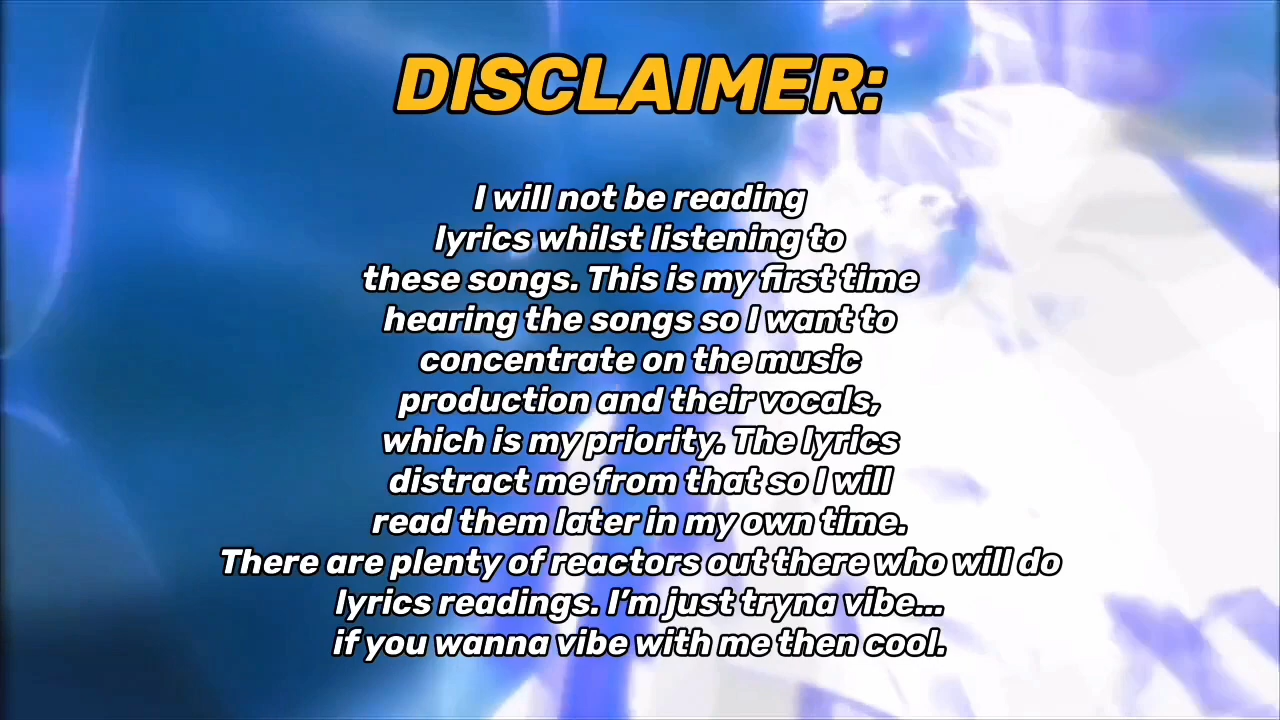 DISCLAIMER:
I will not be reading
lyrics whilst listening to
these songs. This is my first time
hearing the songs so I want to
concentrate on the music
production and their vocals,
which is my priority. The lyrics
distract me from that so I will
read them later in my own time.
There are plenty of reactors out there who will do
lyrics readings. I’m just tryna vibe...
if you wanna vibe with me then cool.